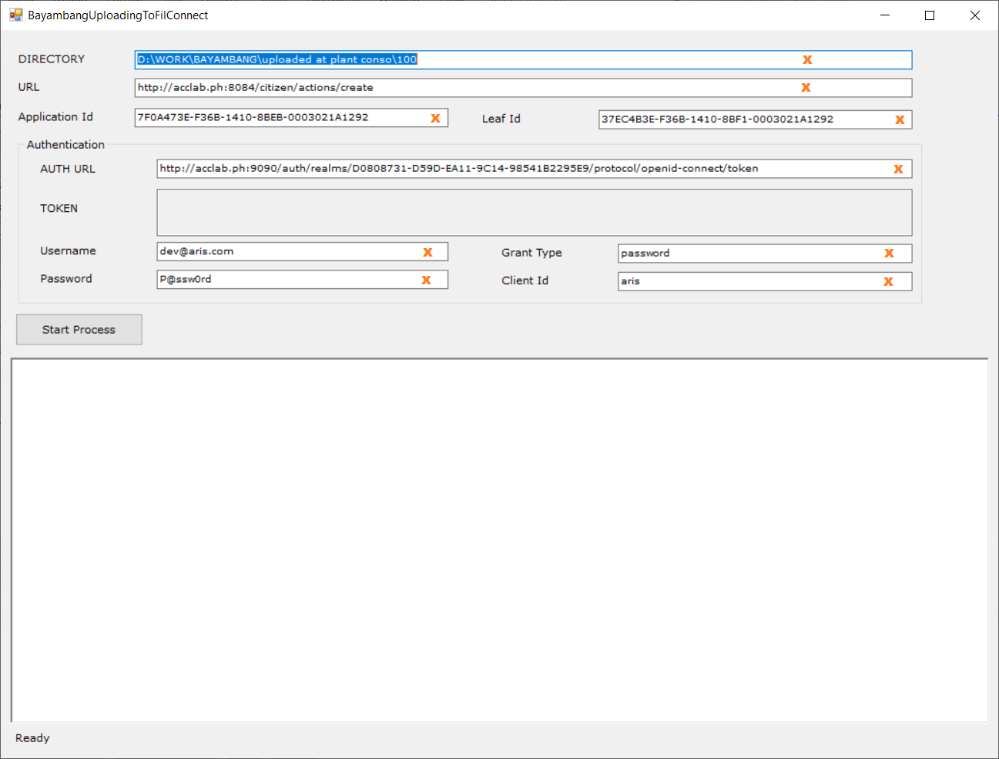 BayambangUploadingToFilConnect
DIRECTORY D:\WORK\BAYAMBANG\uploaded at plant conso\100 X
URL http://acclab.ph:8084/citizen/actions/create X
Application Id 7F0A473E-F36B-1410-8BEB-0003021A1292 X Leaf Id 37EC4B3E-F36B-1410-8BF1-0003021A1292 X
Authentication
AUTH URL http://acclab.ph:9090/auth/realms/D0808731-D59D-EA11-9C14-98541B2295E9/protocol/openid-connect/token X
TOKEN
Username dev@aris.com X Grant Type password X
Password P@ssw0rd X Client Id aris X
Start Process
Ready